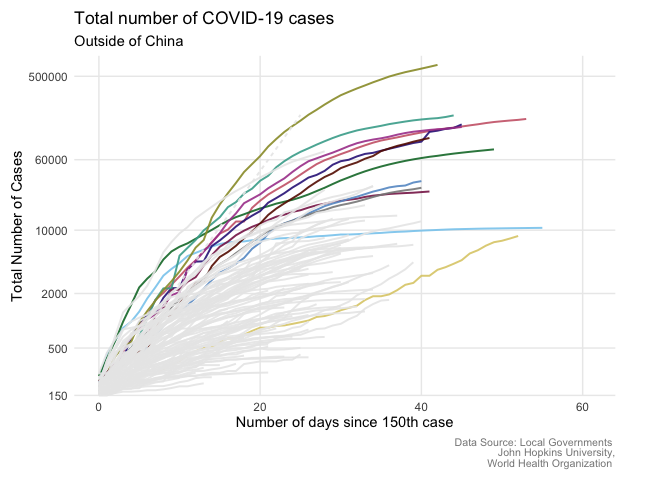 Total number of COVID-19 cases
Outside of China
Total Number of Cases
500000
60000
10000
2000
500
150
0
20
40
60
Number of days since 150th case
Data Source: Local Governments
John Hopkins University,
World Health Organization